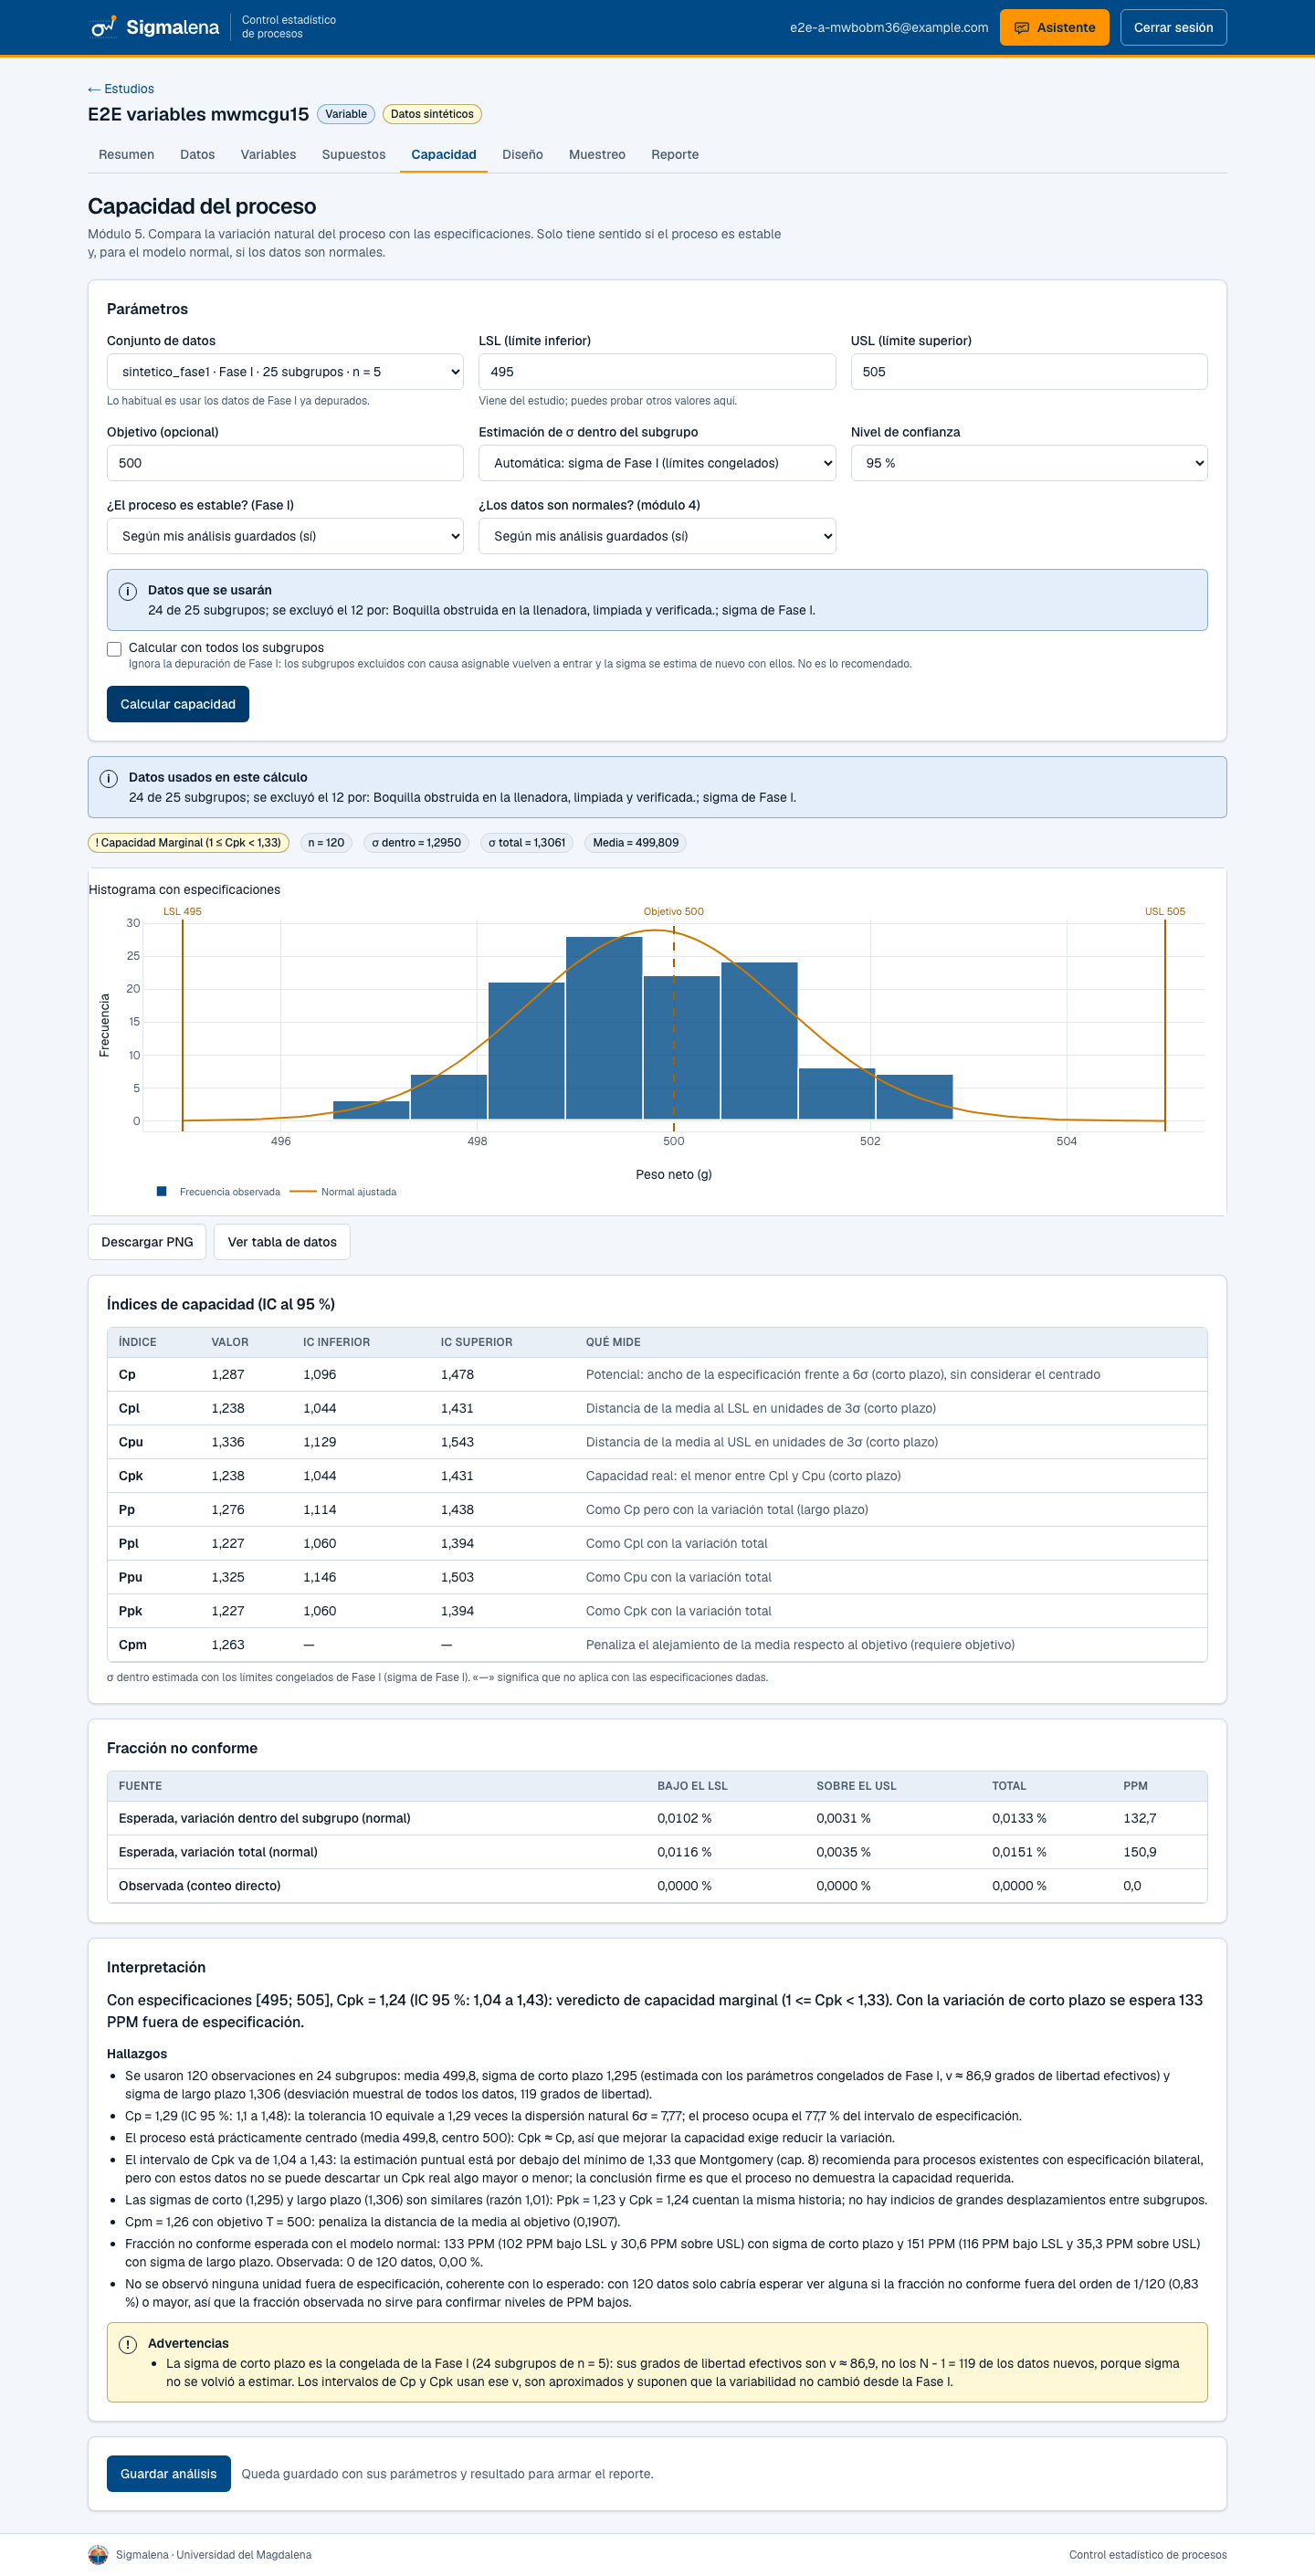 Sigmalena
Control estadístico
de procesos
e2e-a-mwbobm36@example.com
Asistente
Cerrar sesión
← Estudios
E2E variables mwmcgu15
Variable
Datos sintéticos
Resumen
Datos
Variables
Supuestos
Capacidad
Diseño
Muestreo
Reporte
Capacidad del proceso
Módulo 5. Compara la variación natural del proceso con las especificaciones. Solo tiene sentido si el proceso es estable
y, para el modelo normal, si los datos son normales.
Parámetros
Conjunto de datos
LSL (límite inferior)
USL (límite superior)
sintetico_fase1 · Fase I · 25 subgrupos · n = 5
495
505
Lo habitual es usar los datos de Fase I ya depurados.
Viene del estudio; puedes probar otros valores aquí.
Objetivo (opcional)
Estimación de σ dentro del subgrupo
Nivel de confianza
500
Automática: sigma de Fase I (límites congelados)
95 %
¿El proceso es estable? (Fase I)
¿Los datos son normales? (módulo 4)
Según mis análisis guardados (sí)
Según mis análisis guardados (sí)
i
Datos que se usarán
24 de 25 subgrupos; se excluyó el 12 por: Boquilla obstruida en la llenadora, limpiada y verificada.; sigma de Fase I.
Calcular con todos los subgrupos
Ignora la depuración de Fase I: los subgrupos excluidos con causa asignable vuelven a entrar y la sigma se estima de nuevo con ellos. No es lo recomendado.
Calcular capacidad
i
Datos usados en este cálculo
24 de 25 subgrupos; se excluyó el 12 por: Boquilla obstruida en la llenadora, limpiada y verificada.; sigma de Fase I.
! Capacidad Marginal (1 ≤ Cpk < 1,33)
n = 120
σ dentro = 1,2950
σ total = 1,3061
Media = 499,809
Histograma con especificaciones
LSL 495
Objetivo 500
USL 505
30
25
20
15
10
5
0
Frecuencia
496
498
500
502
504
Peso neto (g)
Frecuencia observada
Normal ajustada
Descargar PNG
Ver tabla de datos
Índices de capacidad (IC al 95 %)
ÍNDICE VALOR IC INFERIOR IC SUPERIOR QUÉ MIDE
Cp 1,287 1,096 1,478 Potencial: ancho de la especificación frente a 6σ (corto plazo), sin considerar el centrado
Cpl 1,238 1,044 1,431 Distancia de la media al LSL en unidades de 3σ (corto plazo)
Cpu 1,336 1,129 1,543 Distancia de la media al USL en unidades de 3σ (corto plazo)
Cpk 1,238 1,044 1,431 Capacidad real: el menor entre Cpl y Cpu (corto plazo)
Pp 1,276 1,114 1,438 Como Cp pero con la variación total (largo plazo)
Ppl 1,227 1,060 1,394 Como Cpl con la variación total
Ppu 1,325 1,146 1,503 Como Cpu con la variación total
Ppk 1,227 1,060 1,394 Como Cpk con la variación total
Cpm 1,263 — — Penaliza el alejamiento de la media respecto al objetivo (requiere objetivo)
σ dentro estimada con los límites congelados de Fase I (sigma de Fase I). «—» significa que no aplica con las especificaciones dadas.
Fracción no conforme
FUENTE BAJO EL LSL SOBRE EL USL TOTAL PPM
Esperada, variación dentro del subgrupo (normal) 0,0102 % 0,0031 % 0,0133 % 132,7
Esperada, variación total (normal) 0,0116 % 0,0035 % 0,0151 % 150,9
Observada (conteo directo) 0,0000 % 0,0000 % 0,0000 % 0,0
Interpretación
Con especificaciones [495; 505], Cpk = 1,24 (IC 95 %: 1,04 a 1,43): veredicto de capacidad marginal (1 <= Cpk < 1,33). Con la variación de corto plazo se espera 133
PPM fuera de especificación.
Hallazgos
• Se usaron 120 observaciones en 24 subgrupos: media 499,8, sigma de corto plazo 1,295 (estimada con los parámetros congelados de Fase I, ν ≈ 86,9 grados de libertad efectivos) y
sigma de largo plazo 1,306 (desviación muestral de todos los datos, 119 grados de libertad).
• Cp = 1,29 (IC 95 %: 1,1 a 1,48): la tolerancia 10 equivale a 1,29 veces la dispersión natural 6σ = 7,77; el proceso ocupa el 77,7 % del intervalo de especificación.
• El proceso está prácticamente centrado (media 499,8, centro 500): Cpk ≈ Cp, así que mejorar la capacidad exige reducir la variación.
• El intervalo de Cpk va de 1,04 a 1,43: la estimación puntual está por debajo del mínimo de 1,33 que Montgomery (cap. 8) recomienda para procesos existentes con especificación bilateral,
pero con estos datos no se puede descartar un Cpk real algo mayor o menor; la conclusión firme es que el proceso no demuestra la capacidad requerida.
• Las sigmas de corto (1,295) y largo plazo (1,306) son similares (razón 1,01): Ppk = 1,23 y Cpk = 1,24 cuentan la misma historia; no hay indicios de grandes desplazamientos entre subgrupos.
• Cpm = 1,26 con objetivo T = 500: penaliza la distancia de la media al objetivo (0,1907).
• Fracción no conforme esperada con el modelo normal: 133 PPM (102 PPM bajo LSL y 30,6 PPM sobre USL) con sigma de corto plazo y 151 PPM (116 PPM bajo LSL y 35,3 PPM sobre USL)
con sigma de largo plazo. Observada: 0 de 120 datos, 0,00 %.
• No se observó ninguna unidad fuera de especificación, coherente con lo esperado: con 120 datos solo cabría esperar ver alguna si la fracción no conforme fuera del orden de 1/120 (0,83
%) o mayor, así que la fracción observada no sirve para confirmar niveles de PPM bajos.
!
Advertencias
• La sigma de corto plazo es la congelada de la Fase I (24 subgrupos de n = 5): sus grados de libertad efectivos son ν ≈ 86,9, no los N - 1 = 119 de los datos nuevos, porque sigma
no se volvió a estimar. Los intervalos de Cp y Cpk usan ese ν, son aproximados y suponen que la variabilidad no cambió desde la Fase I.
Guardar análisis
Queda guardado con sus parámetros y resultado para armar el reporte.
Sigmalena · Universidad del Magdalena
Control estadístico de procesos